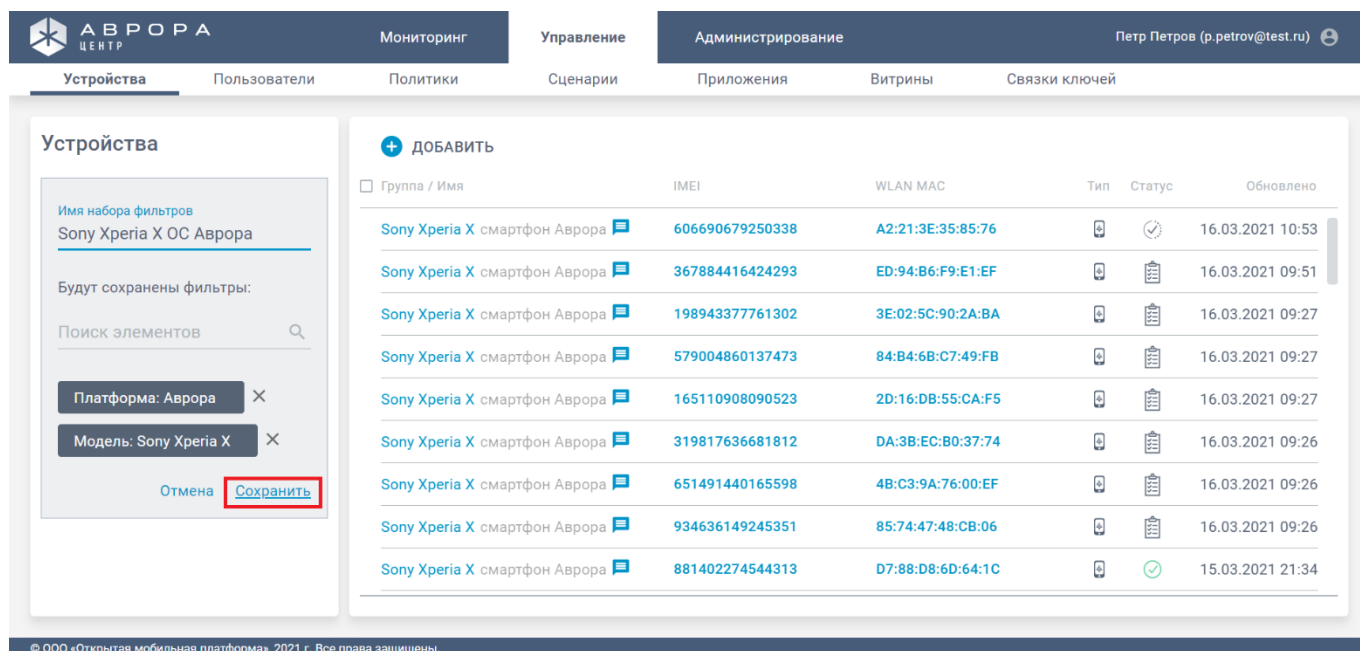 АВРОРА
ЦЕНТР
Мониторинг Управление Администрирование Петр Петров (p.petrov@test.ru)
Устройства Пользователи Политики Сценарии Приложения Витрины Связки ключей
Устройства
Имя набора фильтров
Sony Xperia X ОС Аврора
Будут сохранены фильтры:
Поиск элементов
Платформа: Аврора
Модель: Sony Xperia X
Отмена Сохранить
ДОБАВИТЬ
Группа / Имя IMEI WLAN MAC Тип Статус Обновлено
Sony Xperia X смартфон Аврора 606690679250338 A2:21:3E:35:85:76 16.03.2021 10:53
Sony Xperia X смартфон Аврора 367884416424293 ED:94:B6:F9:E1:EF 16.03.2021 09:51
Sony Xperia X смартфон Аврора 198943377761302 3E:02:5C:90:2A:BA 16.03.2021 09:27
Sony Xperia X смартфон Аврора 579004860137473 84:B4:6B:C7:49:FB 16.03.2021 09:27
Sony Xperia X смартфон Аврора 165110908090523 2D:16:DB:55:CA:F5 16.03.2021 09:27
Sony Xperia X смартфон Аврора 319817636681812 DA:3B:EC:B0:37:74 16.03.2021 09:26
Sony Xperia X смартфон Аврора 651491440165598 4B:C3:9A:76:00:EF 16.03.2021 09:26
Sony Xperia X смартфон Аврора 934636149245351 85:74:47:48:CB:06 16.03.2021 09:26
Sony Xperia X смартфон Аврора 881402274544313 D7:88:D8:6D:64:1C 15.03.2021 21:34
© ООО «Открытая мобильная платформа», 2021 г. Все права защищены